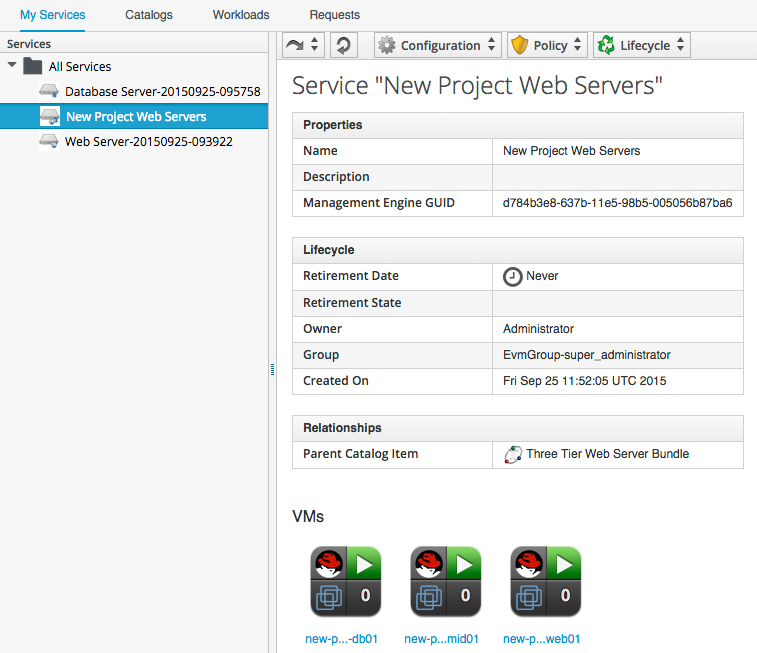 My Services Catalogs Workloads Requests
Services
All Services
Database Server-20150925-095758
New Project Web Servers
Web Server-20150925-093922
Configuration Policy Lifecycle
Service "New Project Web Servers"
Properties
Name New Project Web Servers
Description
Management Engine GUID d784b3e8-637b-11e5-98b5-005056b87ba6
Lifecycle
Retirement Date Never
Retirement State
Owner Administrator
Group EvmGroup-super_administrator
Created On Fri Sep 25 11:52:05 UTC 2015
Relationships
Parent Catalog Item Three Tier Web Server Bundle
VMs
0 0 0
new-p...-db01 new-p...mid01 new-p...web01